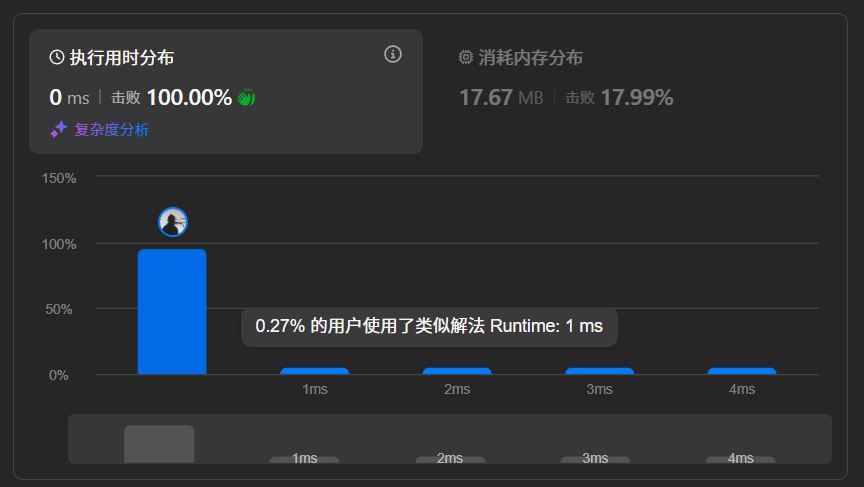 执行用时分布
0 ms 击败 100.00%
复杂度分析
消耗内存分布
17.67 MB 击败 17.99%
150%
100%
50%
0%
0.27% 的用户使用了类似解法 Runtime: 1 ms
1ms 2ms 3ms 4ms
1ms 2ms 3ms 4ms